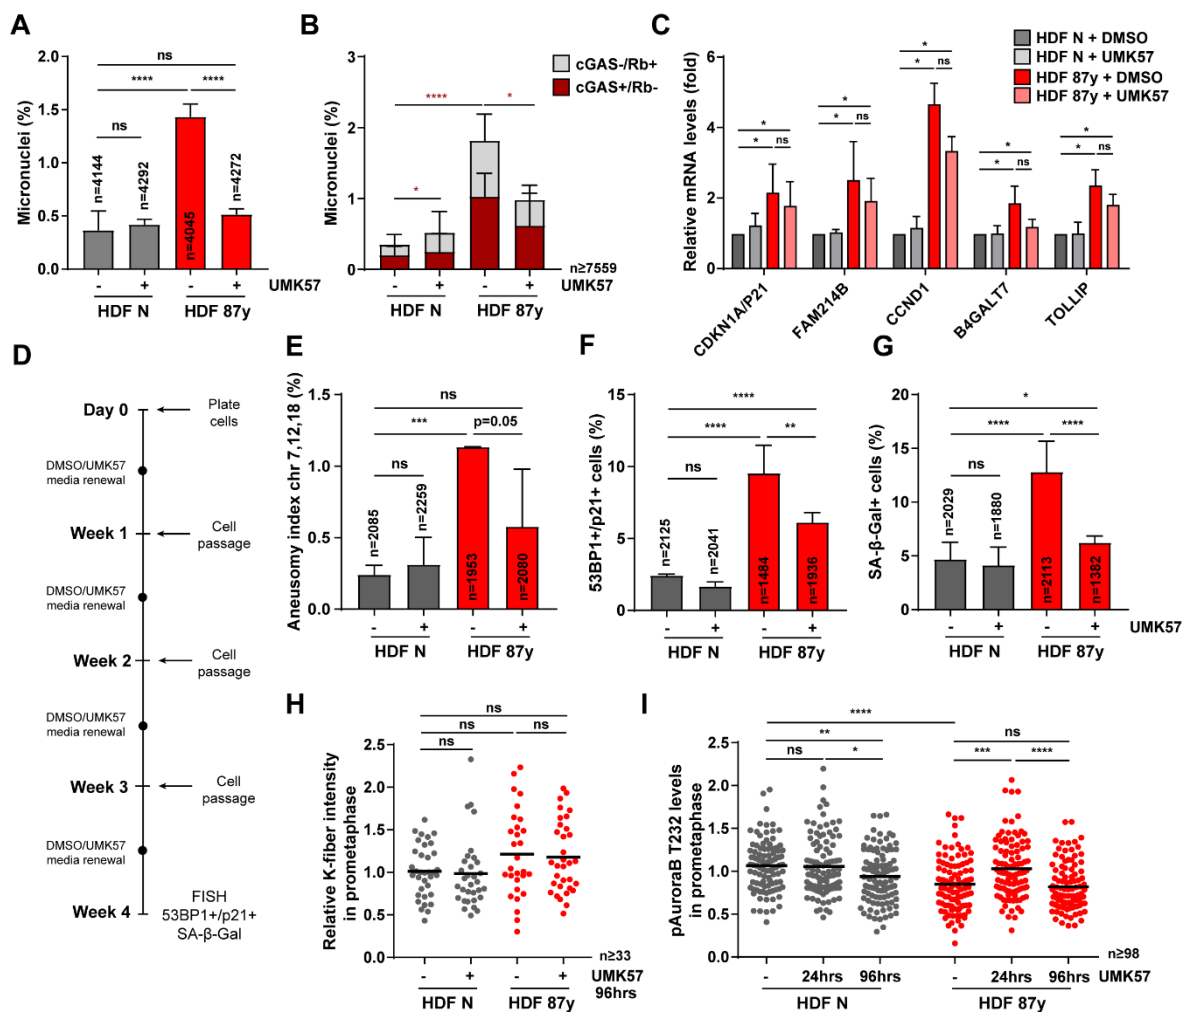 A
Micronuclei (%)
2.0
1.5
1.0
0.5
0.0
ns
**** ****
ns
n=4144
n=4292
n=4045
n=4272
- + - + UMK57
HDF N HDF 87y
B
Micronuclei (%)
3
2
1
0
cGAS-/Rb+
cGAS+/Rb-
**** *
*
n≥7559
- + - + UMK57
HDF N HDF 87y
C
Relative mRNA levels (fold)
6
4
2
0
HDF N + DMSO
HDF N + UMK57
HDF 87y + DMSO
HDF 87y + UMK57
*
* ns
*
* ns
*
* ns
*
* ns
*
* ns
CDKN1A/P21
FAM214B
CCND1
B4GALT7
TOLLIP
D
Day 0
Plate
cells
DMSO/UMK57
media renewal
Week 1
Cell
passage
DMSO/UMK57
media renewal
Week 2
Cell
passage
DMSO/UMK57
media renewal
Week 3
Cell
passage
DMSO/UMK57
media renewal
Week 4
FISH
53BP1+/p21+
SA-β-Gal
E
Aneusomy index chr 7,12,18 (%)
1.5
1.0
0.5
0.0
ns
*** p=0.05
ns
n=2085
n=2259
n=1953
n=2080
- + - +
HDF N HDF 87y
F
53BP1+/p21+ cells (%)
15
10
5
0
****
**** **
ns
n=2125
n=2041
n=1484
n=1936
- + - +
HDF N HDF 87y
G
SA-β-Gal+ cells (%)
20
15
10
5
0
*
**** ****
ns
n=2029
n=1880
n=2113
n=1382
- + - + UMK57
HDF N HDF 87y
H
Relative K-fiber intensity
in prometaphase
2.5
2.0
1.5
1.0
0.5
0.0
ns
ns ns
ns
n≥33
- + - + UMK57
96hrs
HDF N HDF 87y
I
pAuroraB T232 levels
in prometaphase
2.5
2.0
1.5
1.0
0.5
0.0
****
** ns
ns * *** ****
n≥98
- 24hrs 96hrs - 24hrs 96hrs UMK57
HDF N HDF 87y